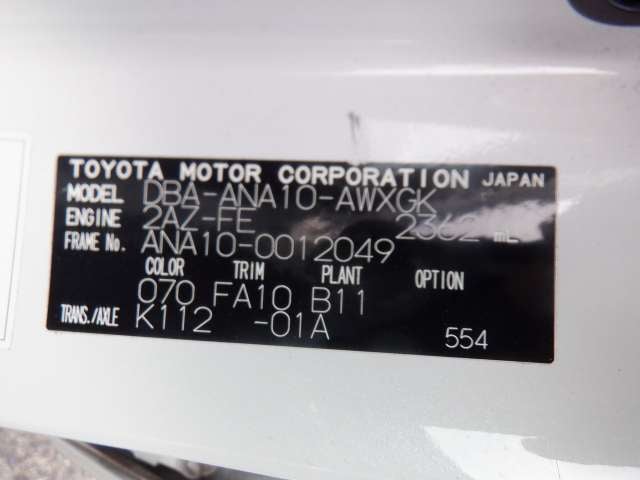 TOYOTA MOTOR CORPORATION JAPAN
MODEL DBA-ANA10-AWXGK
ENGINE 2AZ-FE 2362 mL
FRAME No. ANA10-0012049
COLOR TRIM PLANT OPTION
070 FA10 B11
TRANS./AXLE K112 -01A
554